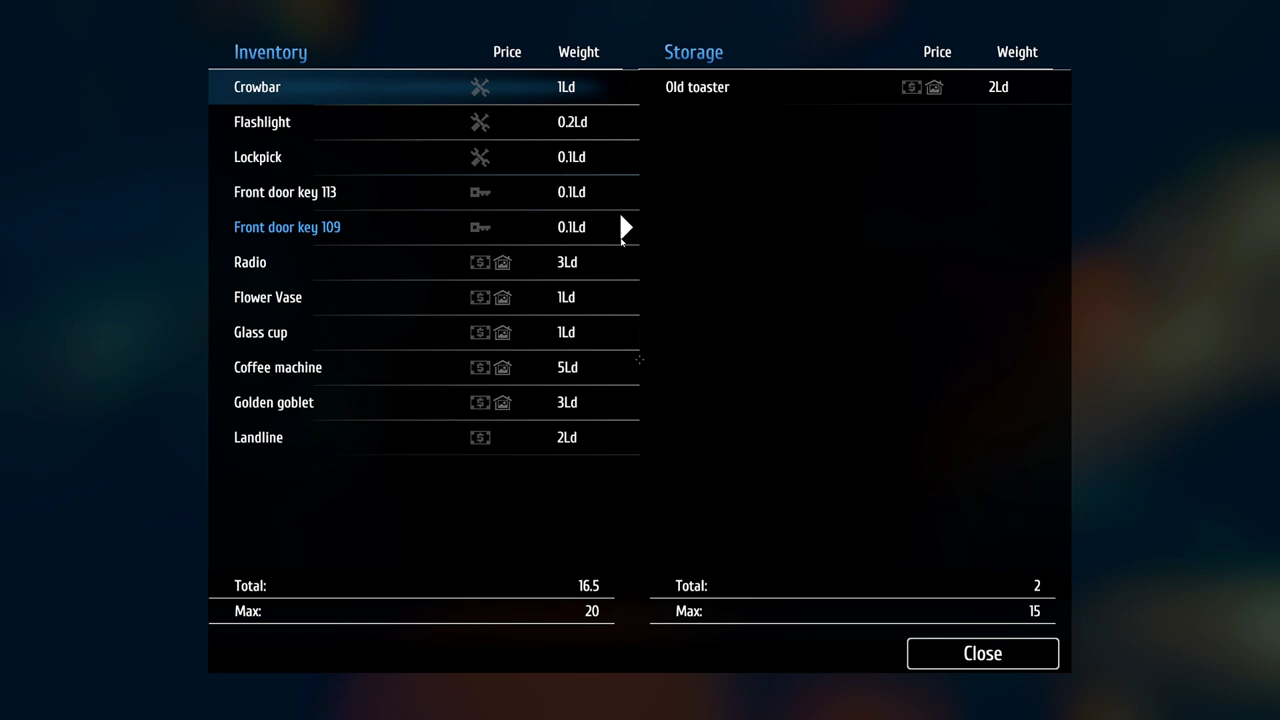 Inventory Price Weight
Crowbar 1Ld
Flashlight 0.2Ld
Lockpick 0.1Ld
Front door key 113 0.1Ld
Front door key 109 0.1Ld
Radio 3Ld
Flower Vase 1Ld
Glass cup 1Ld
Coffee machine 5Ld
Golden goblet 3Ld
Landline 2Ld
Total: 16.5
Max: 20
Storage Price Weight
Old toaster 2Ld
Total: 2
Max: 15
Close